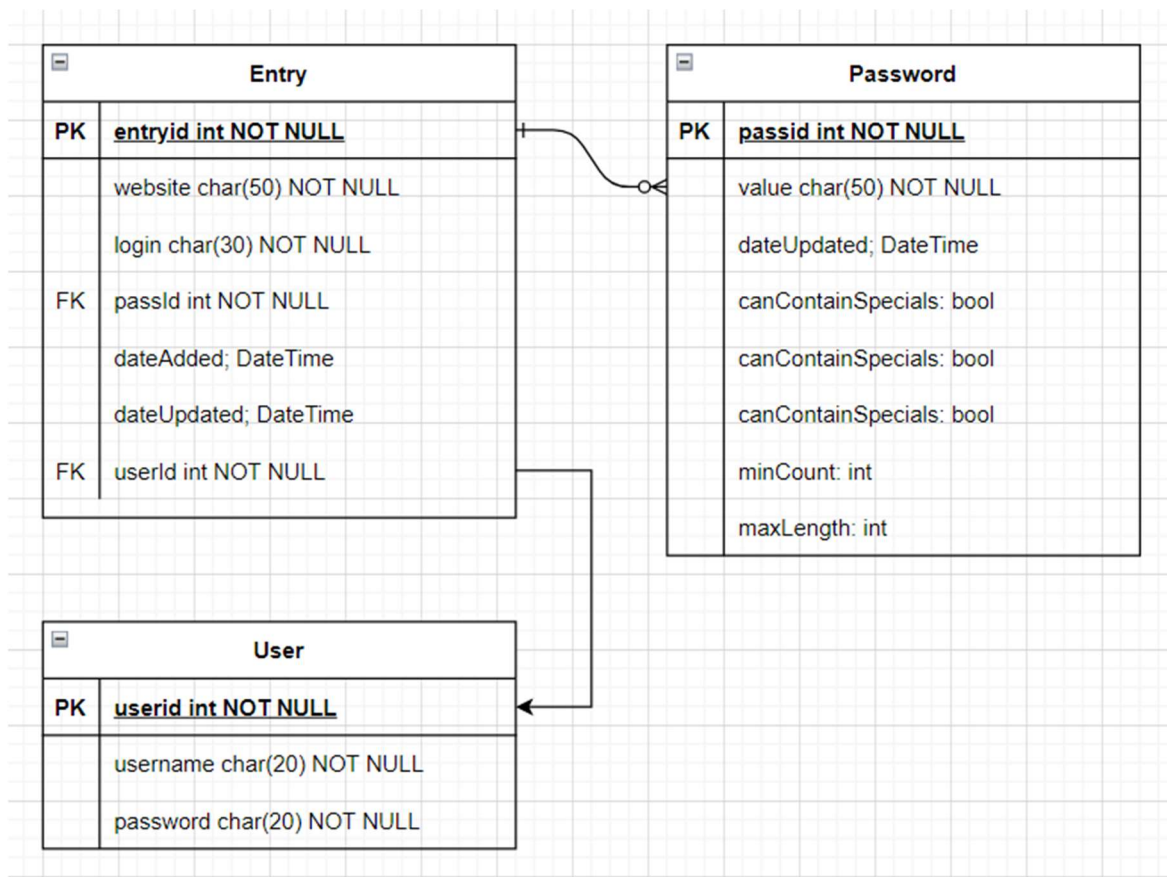 Entry
PK entryid int NOT NULL
website char(50) NOT NULL
login char(30) NOT NULL
FK passId int NOT NULL
dateAdded; DateTime
dateUpdated; DateTime
FK userId int NOT NULL
Password
PK passid int NOT NULL
value char(50) NOT NULL
dateUpdated; DateTime
canContainSpecials: bool
canContainSpecials: bool
canContainSpecials: bool
minCount: int
maxLength: int
User
PK userid int NOT NULL
username char(20) NOT NULL
password char(20) NOT NULL